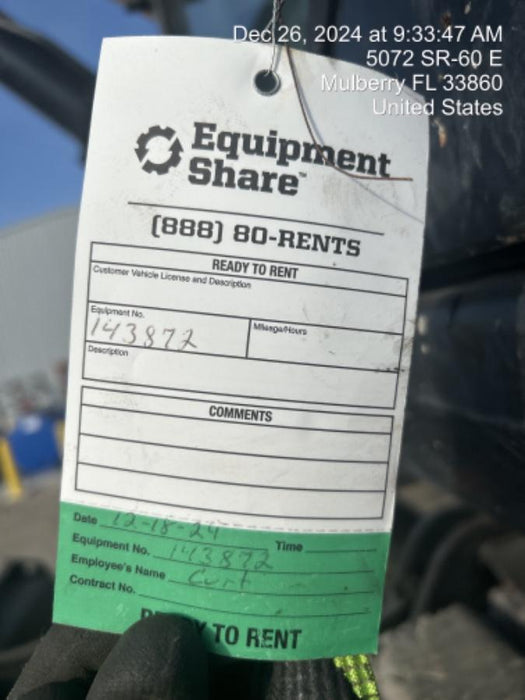 Dec 26, 2024 at 9:33:47 AM
5072 SR-60 E
Mulberry FL 33860
United States
Equipment
Share™
(888) 80-RENTS
READY TO RENT
Customer Vehicle License and Description
Equipment No.
Mileage/Hours
143872
Description
COMMENTS
Date 12-18-24
Time
Equipment No. 143872
Employee's Name Curt
Contract No.
TO RENT